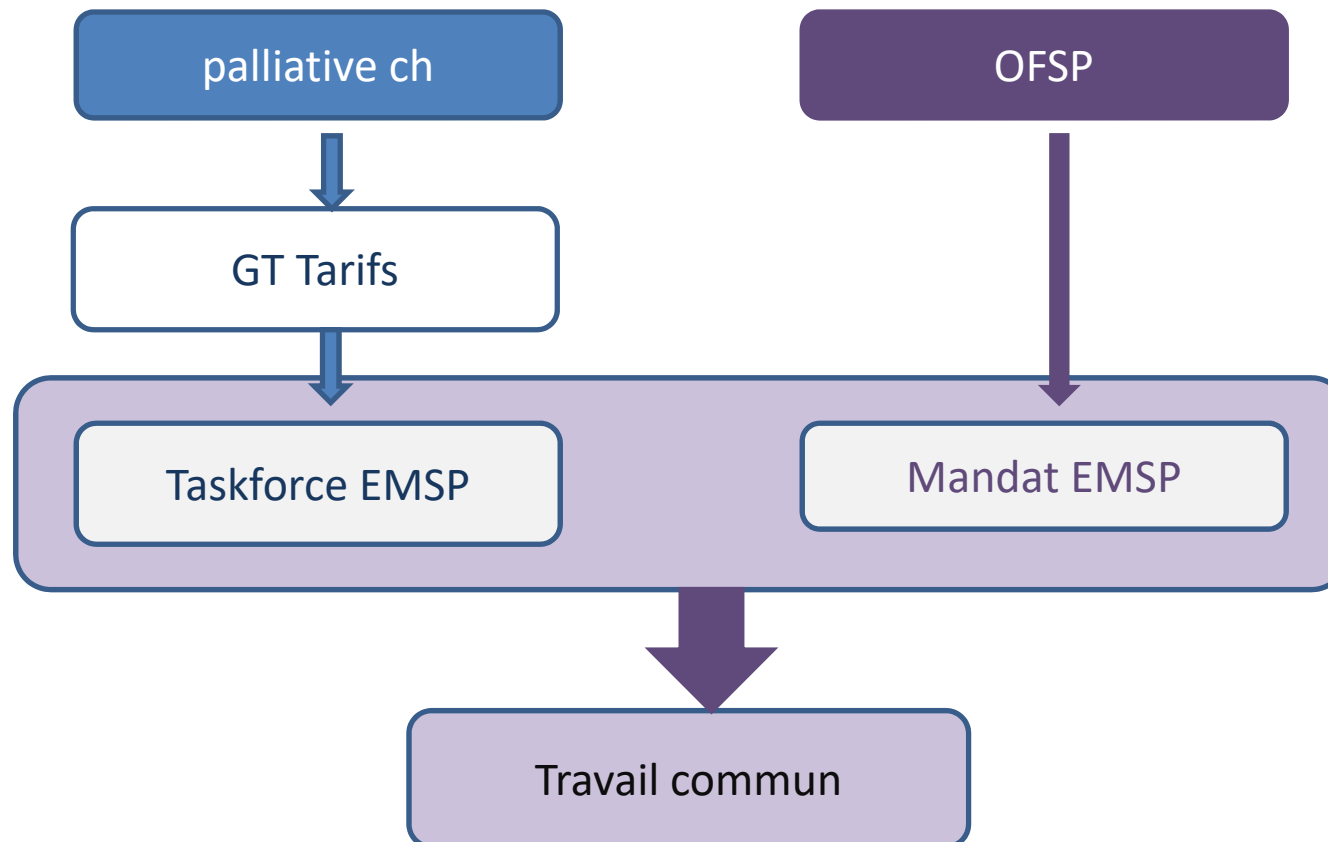 palliative ch
OFSP
GT Tarifs
Taskforce EMSP
Mandat EMSP
Travail commun